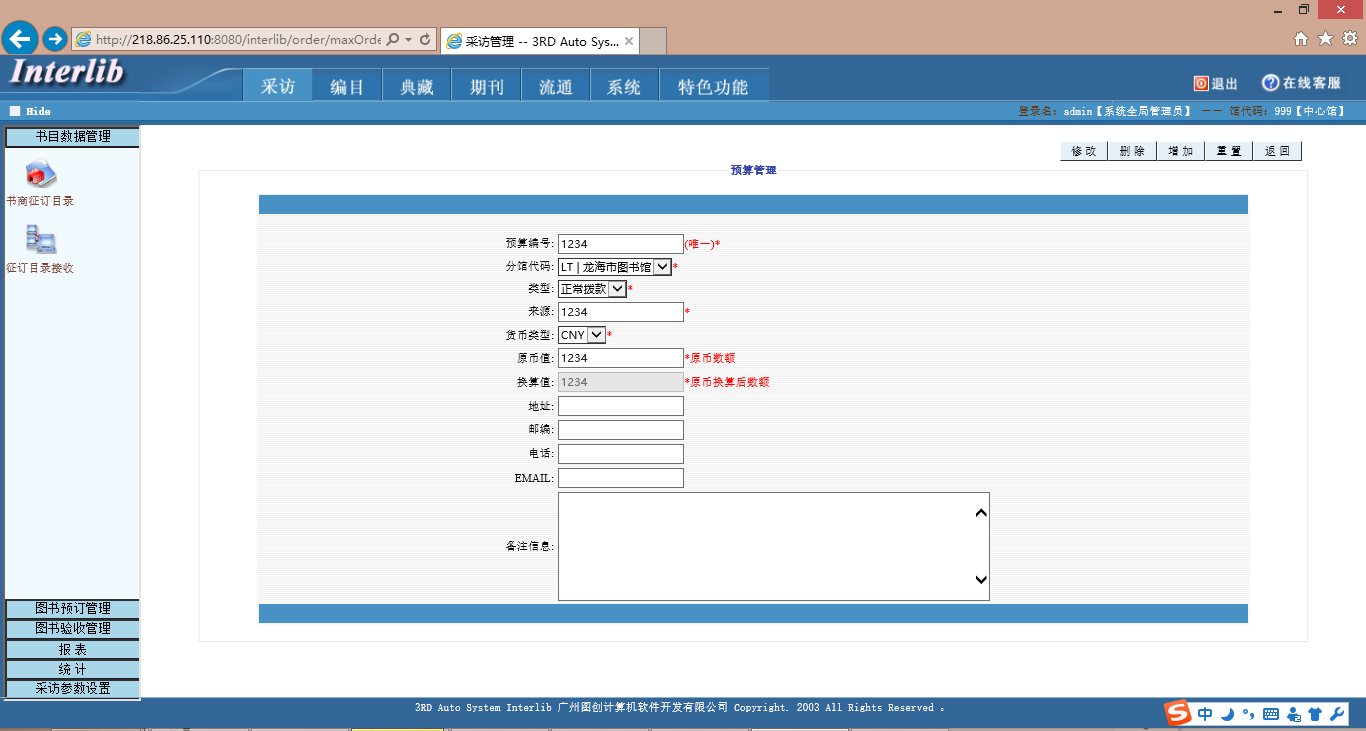 http://218.86.25.110:8080/interlib/order/maxOrde
采访管理 -- 3RD Auto Sys...
Interlib
采访 编目 典藏 期刊 流通 系统 特色功能
退出 在线客服
Hide
登录名: admin【系统全局管理员】 一一 馆代码: 999【中心馆】
书目数据管理
书商征订目录
征订目录接收
图书预订管理
图书验收管理
报 表
统 计
采访参数设置
修 改 删 除 增 加 重 置 返 回
预算管理
预算编号: 1234 (唯一)*
分馆代码: LT | 龙海市图书馆 *
类型: 正常拨款 *
来源: 1234 *
货币类型: CNY *
原币值: 1234 *原币数额
换算值: 1234 *原币换算后数额
地址:
邮编:
电话:
EMAIL:
备注信息:
3RD Auto System Interlib 广州图创计算机软件开发有限公司 Copyright. 2003 All Rights Reserved 。
S 中